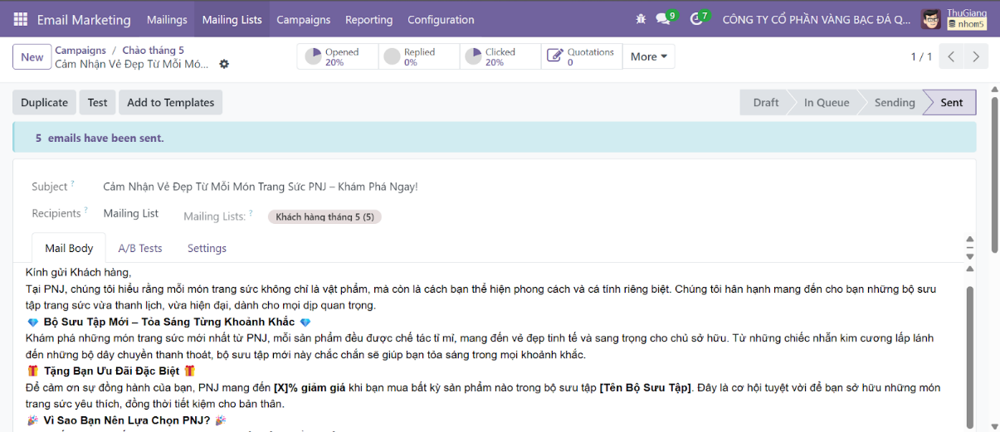 Email Marketing Mailings Mailing Lists Campaigns Reporting Configuration 9 7 CÔNG TY CỔ PHẦN VÀNG BẠC ĐÁ Q... ThuGiang
nhom5
New Campaigns / Chào tháng 5
Cảm Nhận Vẻ Đẹp Từ Mỗi Mó...
Opened
20%
Replied
0%
Clicked
20%
Quotations
0
More
1 / 1
Duplicate Test Add to Templates Draft In Queue Sending Sent
5 emails have been sent.
Subject ? Cảm Nhận Vẻ Đẹp Từ Mỗi Món Trang Sức PNJ – Khám Phá Ngay!
Recipients ? Mailing List Mailing Lists: ? Khách hàng tháng 5 (5)
Mail Body A/B Tests Settings
Kính gửi Khách hàng,
Tại PNJ, chúng tôi hiểu rằng mỗi món trang sức không chỉ là vật phẩm, mà còn là cách bạn thể hiện phong cách và cá tính riêng biệt. Chúng tôi hân hạnh mang đến cho bạn những bộ sưu
tập trang sức vừa thanh lịch, vừa hiện đại, dành cho mọi dịp quan trọng.
💎 Bộ Sưu Tập Mới – Tỏa Sáng Từng Khoảnh Khắc 💎
Khám phá những món trang sức mới nhất từ PNJ, mỗi sản phẩm đều được chế tác tỉ mỉ, mang đến vẻ đẹp tinh tế và sang trọng cho chủ sở hữu. Từ những chiếc nhẫn kim cương lấp lánh
đến những bộ dây chuyền thanh thoát, bộ sưu tập mới này chắc chắn sẽ giúp bạn tỏa sáng trong mọi khoảnh khắc.
🎁 Tặng Bạn Ưu Đãi Đặc Biệt 🎁
Để cảm ơn sự đồng hành của bạn, PNJ mang đến [X]% giảm giá khi bạn mua bất kỳ sản phẩm nào trong bộ sưu tập [Tên Bộ Sưu Tập]. Đây là cơ hội tuyệt vời để bạn sở hữu những món
trang sức yêu thích, đồng thời tiết kiệm cho bản thân.
🎉 Vì Sao Bạn Nên Lựa Chọn PNJ? 🎉